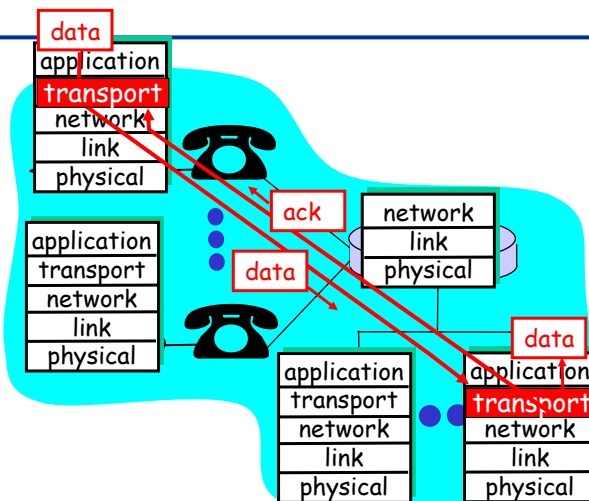 data
application
transport
network
link
physical
ack
data
network
link
physical
application
transport
network
link
physical
data
application
transport
network
link
physical
application
transport
network
link
physical